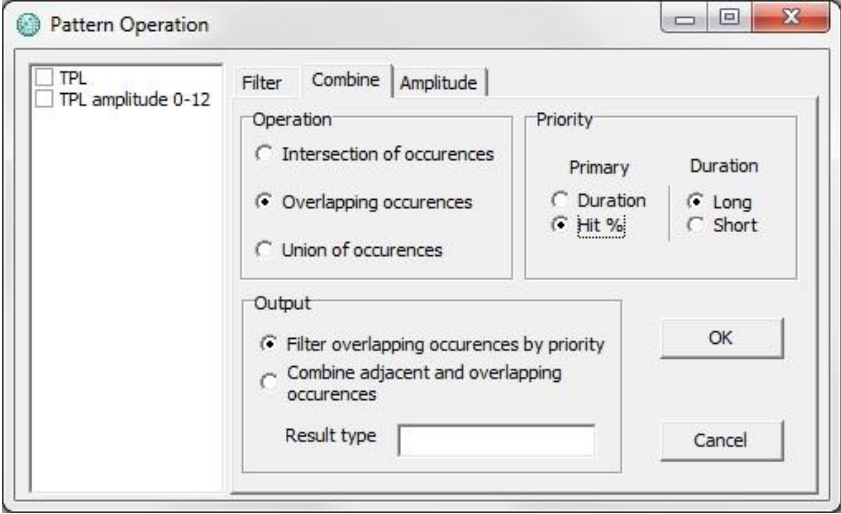 Pattern Operation
TPL
TPL amplitude 0-12
Filter
Combine
Amplitude
Operation
Intersection of occurences
Overlapping occurences
Union of occurences
Priority
Primary
Duration
Hit %
Duration
Long
Short
Output
Filter overlapping occurences by priority
Combine adjacent and overlapping
occurences
Result type
OK
Cancel